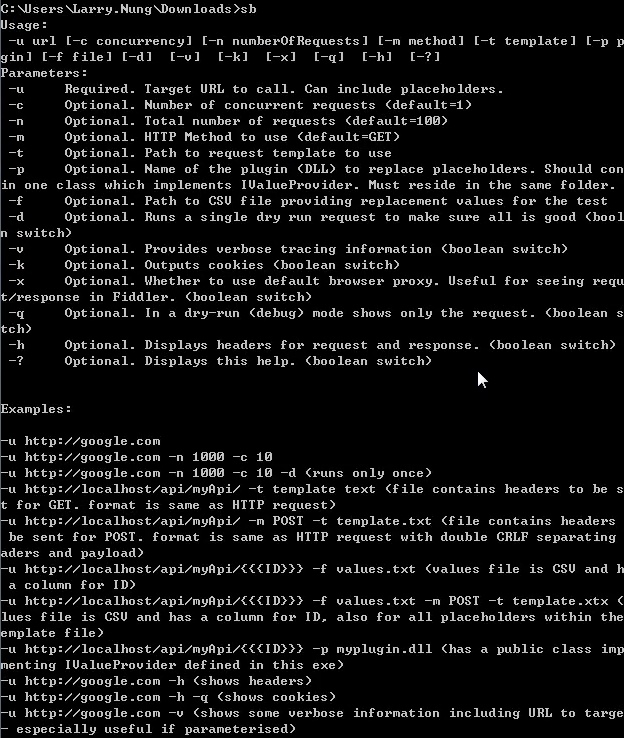 C:\Users\Larry.Nung\Downloads>sb
Usage:
 -u url [-c concurrency] [-n numberOfRequests] [-m method] [-t template] [-p p
gin] [-f file] [-d]  [-v]  [-k]  [-x]  [-q]  [-h]  [-?]
Parameters:
-u     Required. Target URL to call. Can include placeholders.
-c     Optional. Number of concurrent requests (default=1)
-n     Optional. Total number of requests (default=100)
-m     Optional. HTTP Method to use (default=GET)
-t     Optional. Path to request template to use
-p     Optional. Name of the plugin (DLL) to replace placeholders. Should con
in one class which implements IValueProvider. Must reside in the same folder.
-f     Optional. Path to CSV file providing replacement values for the test
-d     Optional. Runs a single dry run request to make sure all is good (bool
n switch)
-v     Optional. Provides verbose tracing information (boolean switch)
-k     Optional. Outputs cookies (boolean switch)
-x     Optional. Whether to use default browser proxy. Useful for seeing requ
t/response in Fiddler. (boolean switch)
-q     Optional. In a dry-run (debug) mode shows only the request. (boolean s
tch)
-h     Optional. Displays headers for request and response. (boolean switch)
-?     Optional. Displays this help. (boolean switch)
Examples:
-u http://google.com
-u http://google.com -n 1000 -c 10
-u http://google.com -n 1000 -c 10 -d (runs only once)
-u http://localhost/api/myApi/ -t template text (file contains headers to be s
t for GET. format is same as HTTP request)
-u http://localhost/api/myApi/ -m POST -t template.txt (file contains headers
 be sent for POST. format is same as HTTP request with double CRLF separating
aders and payload)
-u http://localhost/api/myApi/{{{ID}}} -f values.txt (values file is CSV and h
 a column for ID)
-u http://localhost/api/myApi/{{{ID}}} -f values.txt -m POST -t template.xtx (
lues file is CSV and has a column for ID, also for all placeholders within the
emplate file)
-u http://localhost/api/myApi/{{{ID}}} -p myplugin.dll (has a public class imp
menting IValueProvider defined in this exe)
-u http://google.com -h (shows headers)
-u http://google.com -h -q (shows cookies)
-u http://google.com -v (shows some verbose information including URL to targe
- especially useful if parameterised)